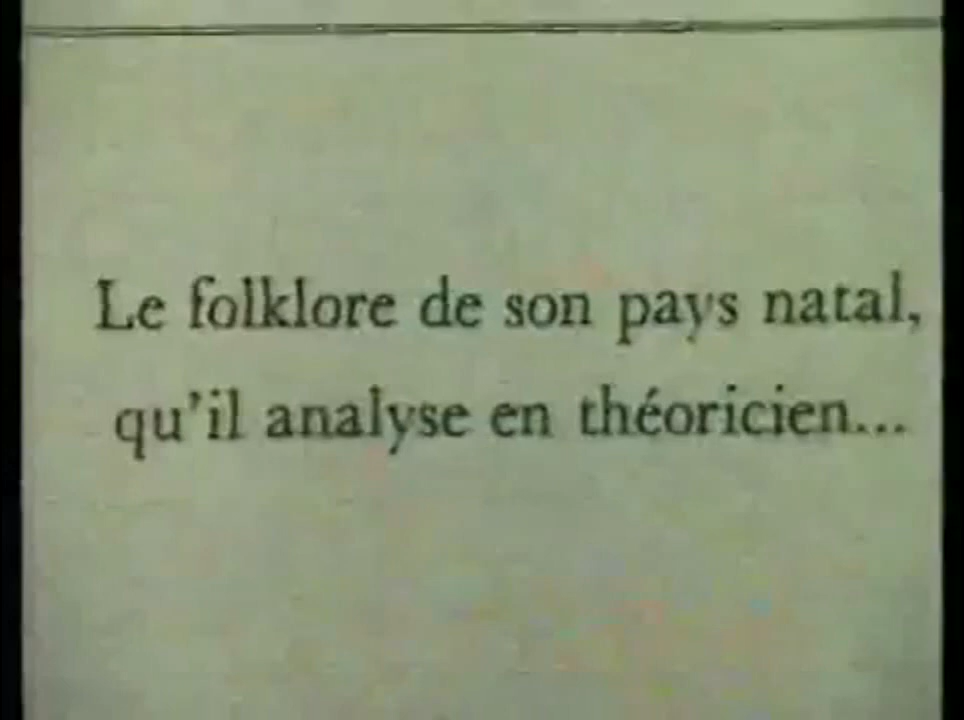 Le folklore de son pays natal,
qu'il analyse en théoricien...